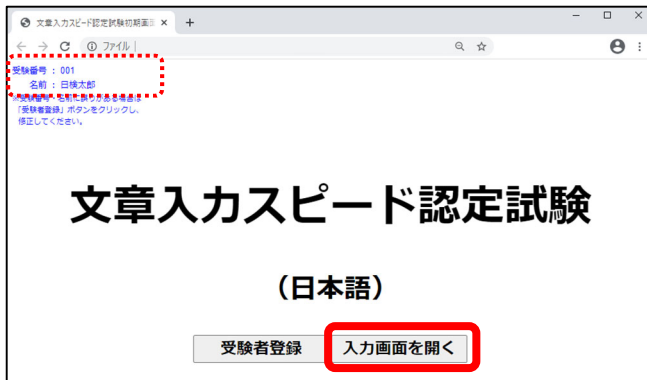 文章入力スピード認定試験初期画面
ファイル
受験番号 : 001
名前 : 日検太郎
※受験番号・名前に誤りがある場合は
「受験者登録」ボタンをクリックし、
修正してください。
文章入力スピード認定試験
（日本語）
受験者登録 入力画面を開く